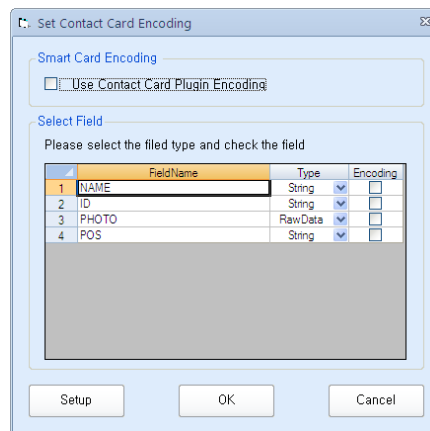 Set Contact Card Encoding
Smart Card Encoding
Use Contact Card Plugin Encoding
Select Field
Please select the filed type and check the field
FieldName Type Encoding
1 NAME String
2 ID String
3 PHOTO RawData
4 POS String
Setup OK Cancel